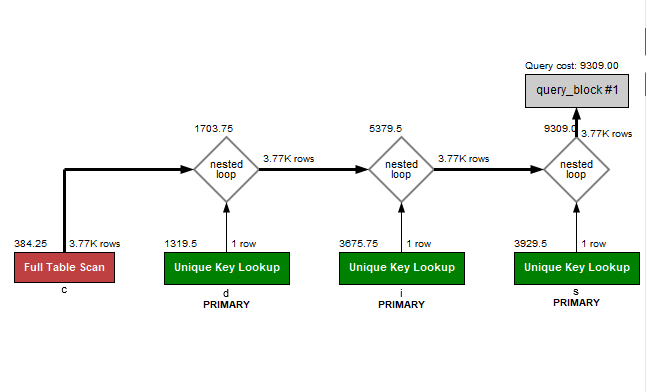 Query cost: 9309.00
query_block #1
1703.75
5379.5
9309.0
3.77K rows
nested
loop
3.77K rows
nested
loop
3.77K rows
nested
loop
384.25
3.77K rows
1319.5
1 row
3675.75
1 row
3929.5
1 row
Full Table Scan
Unique Key Lookup
Unique Key Lookup
Unique Key Lookup
c
d
i
s
PRIMARY
PRIMARY
PRIMARY